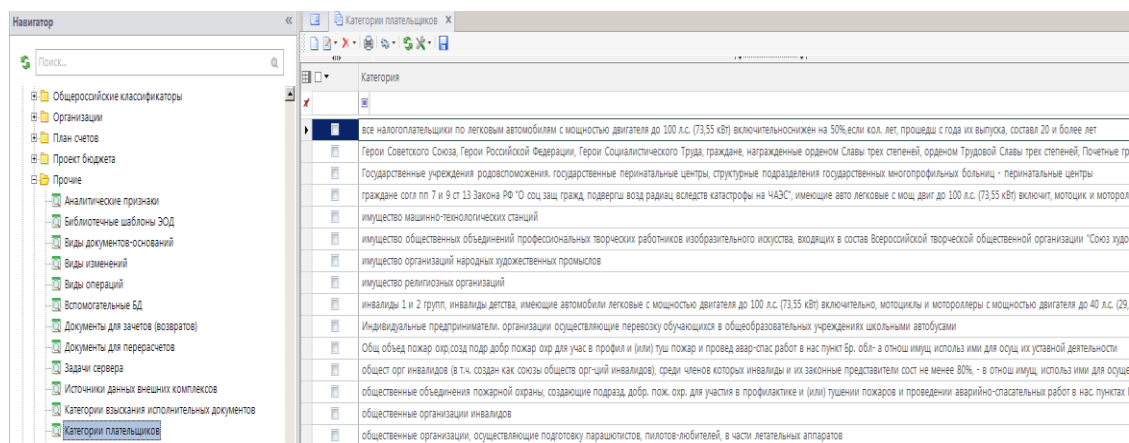 Навигатор
Поиск...
Общероссийские классификаторы
Организации
План счетов
Проект бюджета
Прочие
Аналитические признаки
Библиотечные шаблоны ЭОД
Виды документов-оснований
Виды изменений
Виды операций
Вспомогательные БД
Документы для зачетов (возвратов)
Документы для перерасчетов
Задачи сервера
Источники данных внешних комплексов
Категории взыскания исполнительных документов
Категории плательщиков
Категории плательщиков
Категория
все налогоплательщики по легковым автомобилям с мощностью двигателя до 100 л.с. (73,55 кВт) включительноснижен на 50%,если кол. лет, прошедш с года их выпуска, составл 20 и более лет
Герои Советского Союза, Герои Российской Федерации, Герои Социалистического Труда, граждане, награжденные орденом Славы трех степеней, орденом Трудовой Славы трех степеней, Почетные гр
Государственные учреждения родовспоможения. государственные перинатальные центры, структурные подразделения государственных многопрофильных больниц - перинатальные центры
граждане согл пп 7 и 9 ст 13 Закона РФ "О соц защ гражд, подвергш возд радиац вследств катастрофы на ЧАЭС", имеющие авто легковые с мощ двиг до 100 л.с. (73,55 кВт) включит, мотоцик и моторол
имущество машинно-технологических станций
имущество общественных объединений профессиональных творческих работников изобразительного искусства, входящих в состав Всероссийской творческой общественной организации "Союз худо
имущество организаций народных художественных промыслов
имущество религиозных организаций
инвалиды 1 и 2 групп, инвалиды детства, имеющие автомобили легковые с мощностью двигателя до 100 л.с. (73,55 кВт) включительно, мотоциклы и мотороллеры с мощностью двигателя до 40 л.с. (29,
Индивидуальные предприниматели. организации осуществляющие перевозку обучающихся в общеобразовательных учреждениях школьными автобусами
Общ объед пожар охр,созд подр добр пожар охр для учас в профил и (или) туш пожар и провед авар-спас работ в нас пункт Бр. обл- а отнош имущ использ ими для осущ их уставной деятельности
общест орг инвалидов (в т.ч. создан как союзы обществ орг-ций инвалидов), среди членов которых инвалиды и их законные представители сост не менее 80%, - в отнош имущ, использ ими для осуще
общественные объединения пожарной охраны, создающие подразд. добр. пож. охр. для участия в профилактике и (или) тушении пожаров и проведении аварийно-спасательных работ в нас. пунктах
общественные организации инвалидов
общественные организации, осуществляющие подготовку парашютистов, пилотов-любителей, в части летательных аппаратов